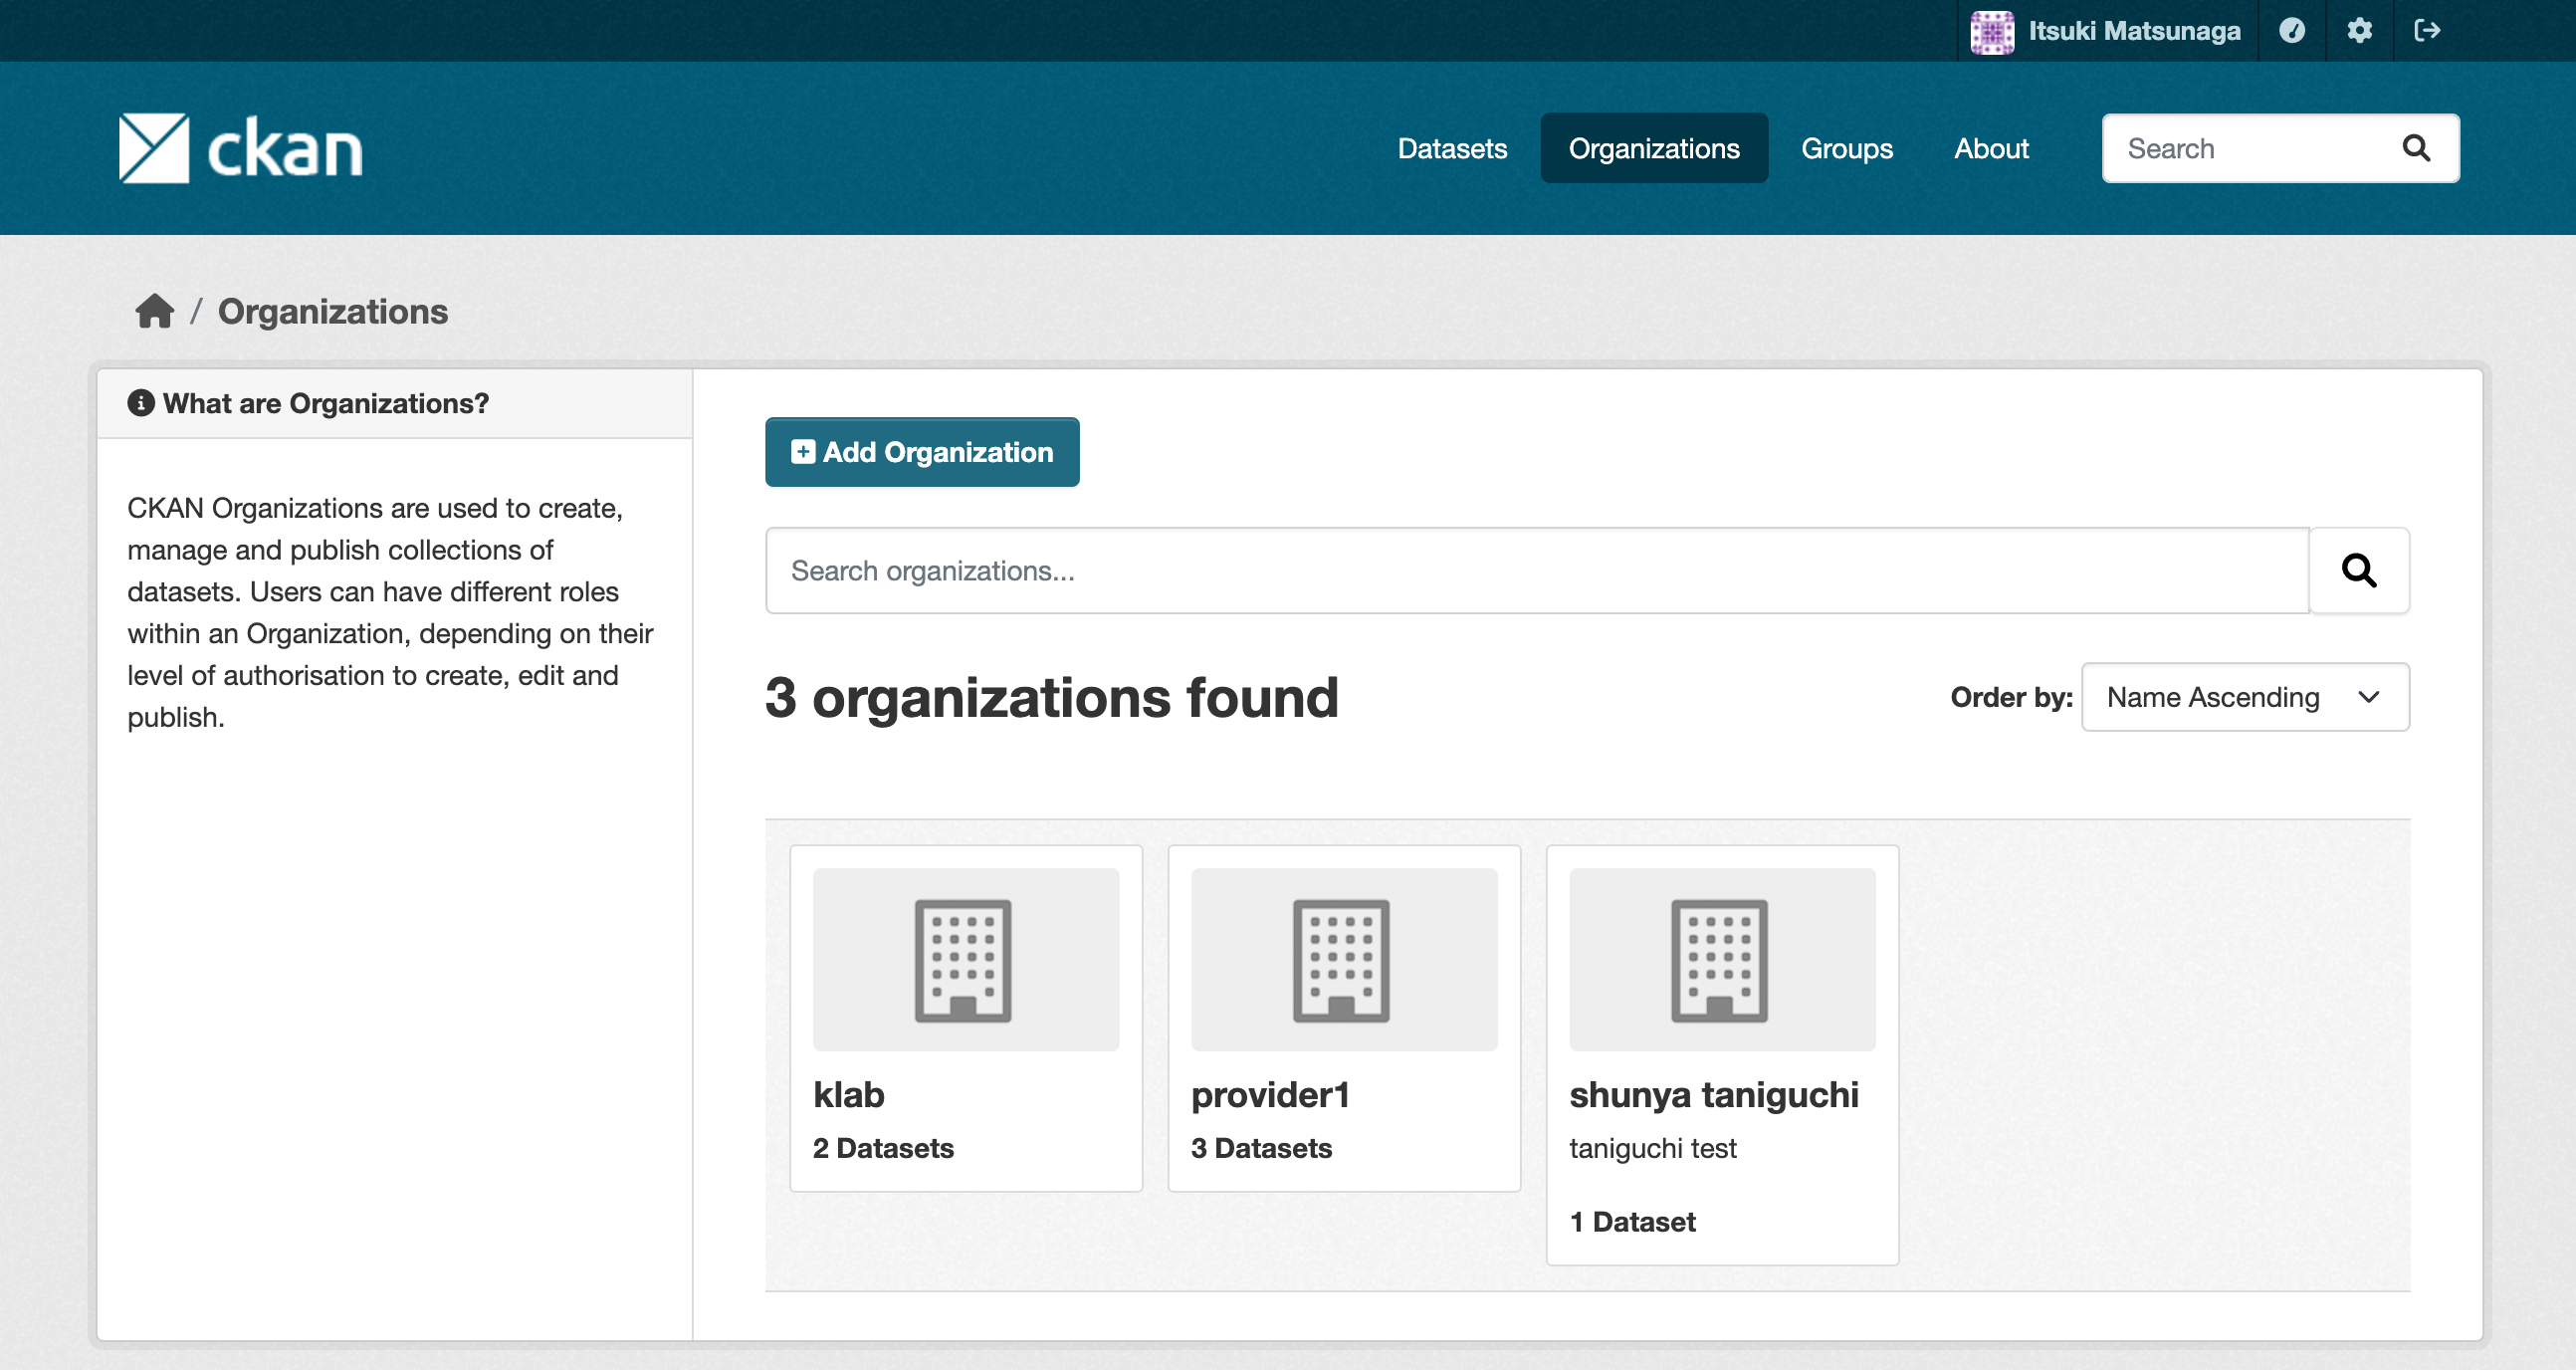 Itsuki Matsunaga
ckan
Datasets
Organizations
Groups
About
Search
/ Organizations
What are Organizations?
CKAN Organizations are used to create,
manage and publish collections of
datasets. Users can have different roles
within an Organization, depending on their
level of authorisation to create, edit and
publish.
Add Organization
Search organizations...
3 organizations found
Order by: Name Ascending
klab
2 Datasets
provider1
3 Datasets
shunya taniguchi
taniguchi test
1 Dataset